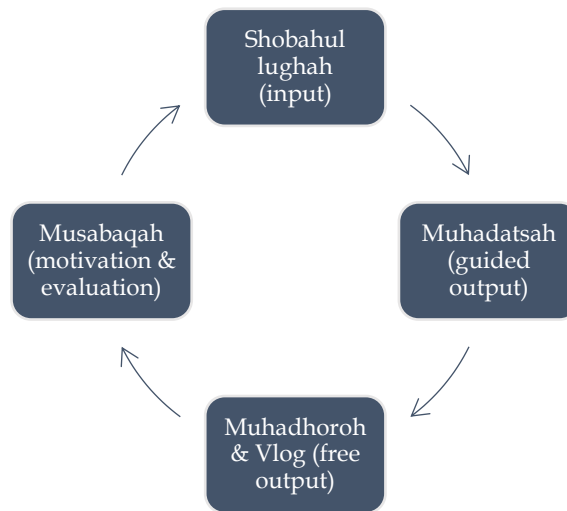 Shobahul
lughah
(input)
Muhadatsah
(guided
output)
Muhadhoroh
& Vlog (free
output)
Musabaqah
(motivation &
evaluation)